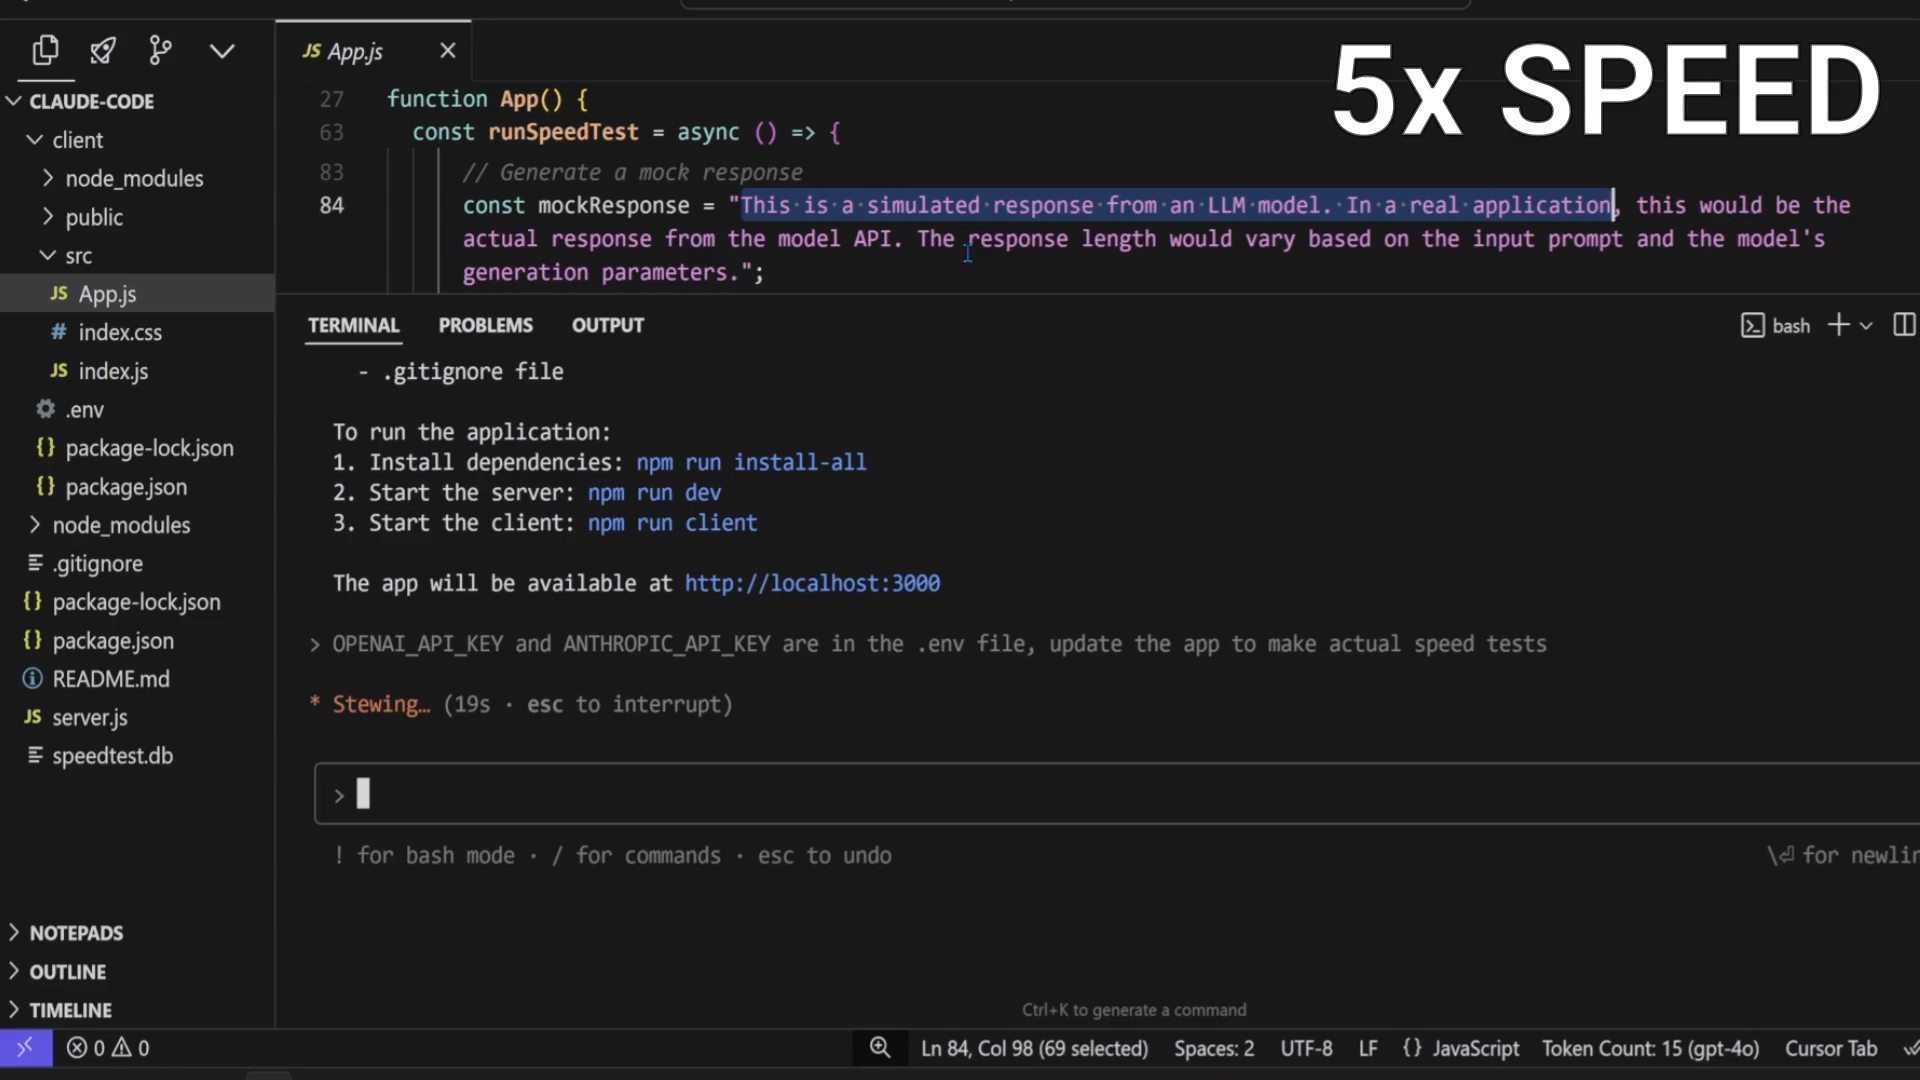 JS App.js
5x SPEED
CLAUDE-CODE
client
node_modules
public
src
JS App.js
# index.css
JS index.js
.env
{} package-lock.json
{} package.json
node_modules
.gitignore
{} package-lock.json
{} package.json
README.md
JS server.js
speedtest.db
NOTEPADS
OUTLINE
TIMELINE
27 function App() {
63 const runSpeedTest = async () => {
83 // Generate a mock response
84 const mockResponse = "This is a simulated response from an LLM model. In a real application, this would be the
actual response from the model API. The response length would vary based on the input prompt and the model's
generation parameters.";
TERMINAL PROBLEMS OUTPUT
bash
- .gitignore file
To run the application:
1. Install dependencies: npm run install-all
2. Start the server: npm run dev
3. Start the client: npm run client
The app will be available at http://localhost:3000
> OPENAI_API_KEY and ANTHROPIC_API_KEY are in the .env file, update the app to make actual speed tests
* Stewing… (19s · esc to interrupt)
>
! for bash mode · / for commands · esc to undo
\⏎ for newlin
Ctrl+K to generate a command
0 0
Ln 84, Col 98 (69 selected) Spaces: 2 UTF-8 LF {} JavaScript Token Count: 15 (gpt-4o) Cursor Tab